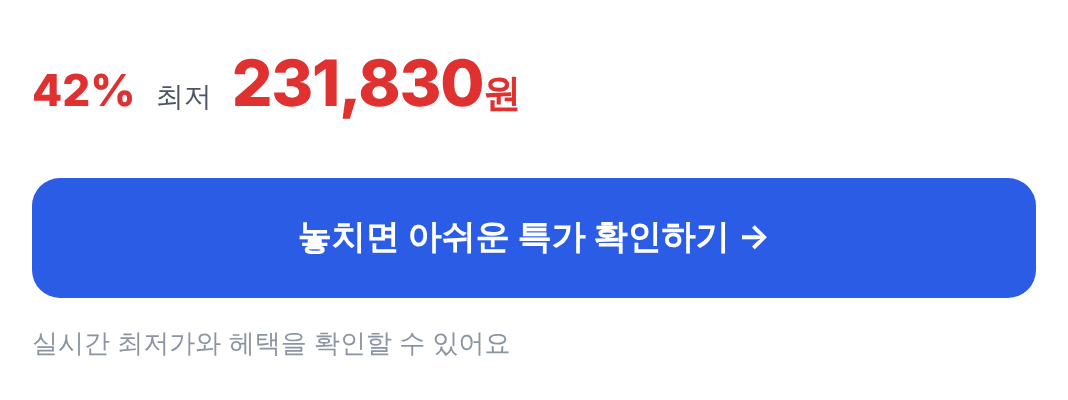 42% 최저 231,830원
놓치면 아쉬운 특가 확인하기 →
실시간 최저가와 혜택을 확인할 수 있어요